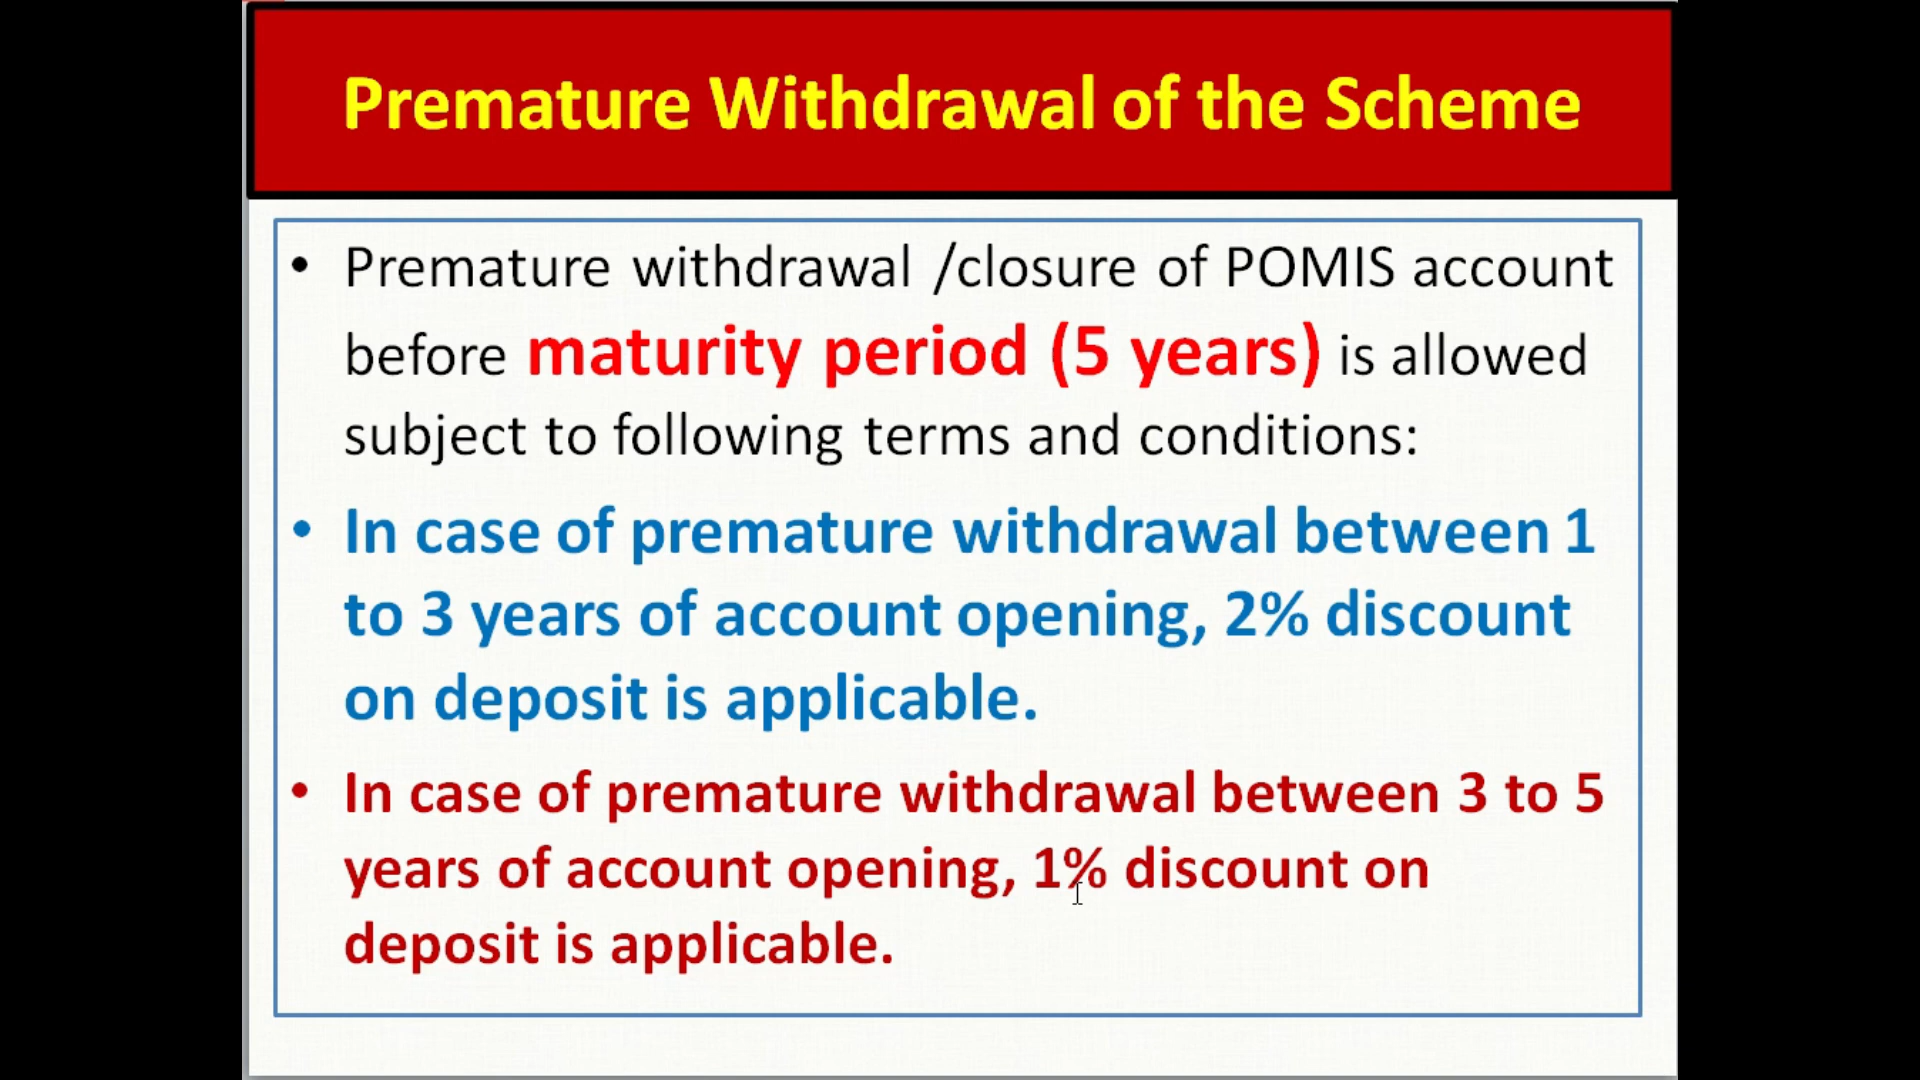 Premature Withdrawal of the Scheme
• Premature withdrawal /closure of POMIS account
before maturity period (5 years) is allowed
subject to following terms and conditions:
• In case of premature withdrawal between 1
to 3 years of account opening, 2% discount
on deposit is applicable.
• In case of premature withdrawal between 3 to 5
years of account opening, 1% discount on
deposit is applicable.